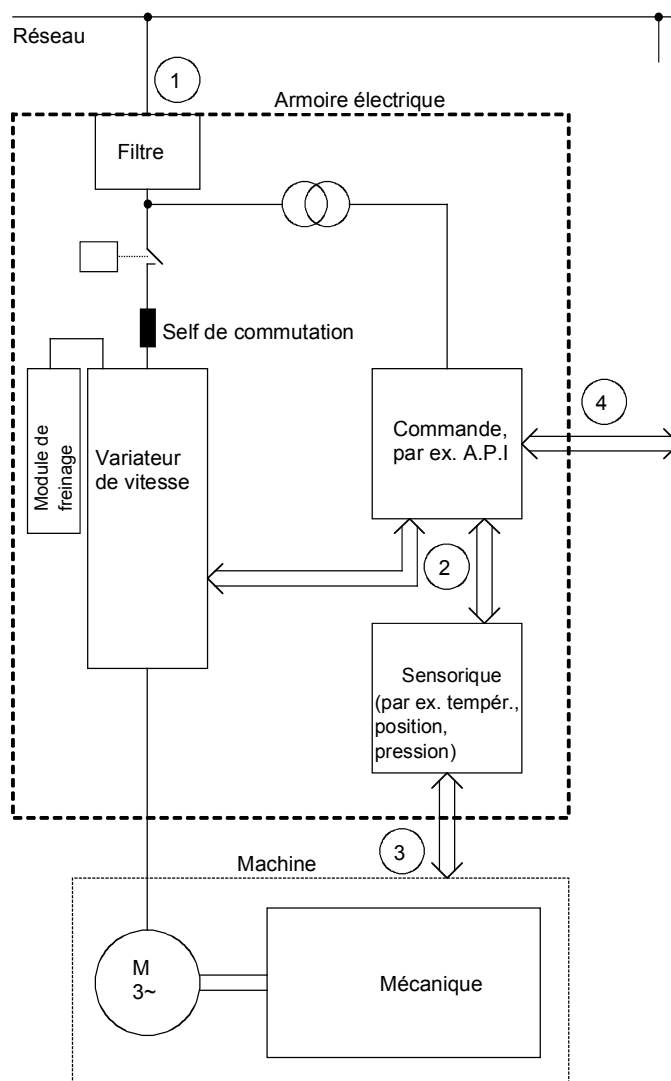 Réseau
1
Armoire électrique
Filtre
Self de commutation
Module de
freinage
Variateur
de vitesse
Commande,
par ex. A.P.I
4
2
Sensorique
(par ex. tempér.,
position,
pression)
3
Machine
M
3~
Mécanique